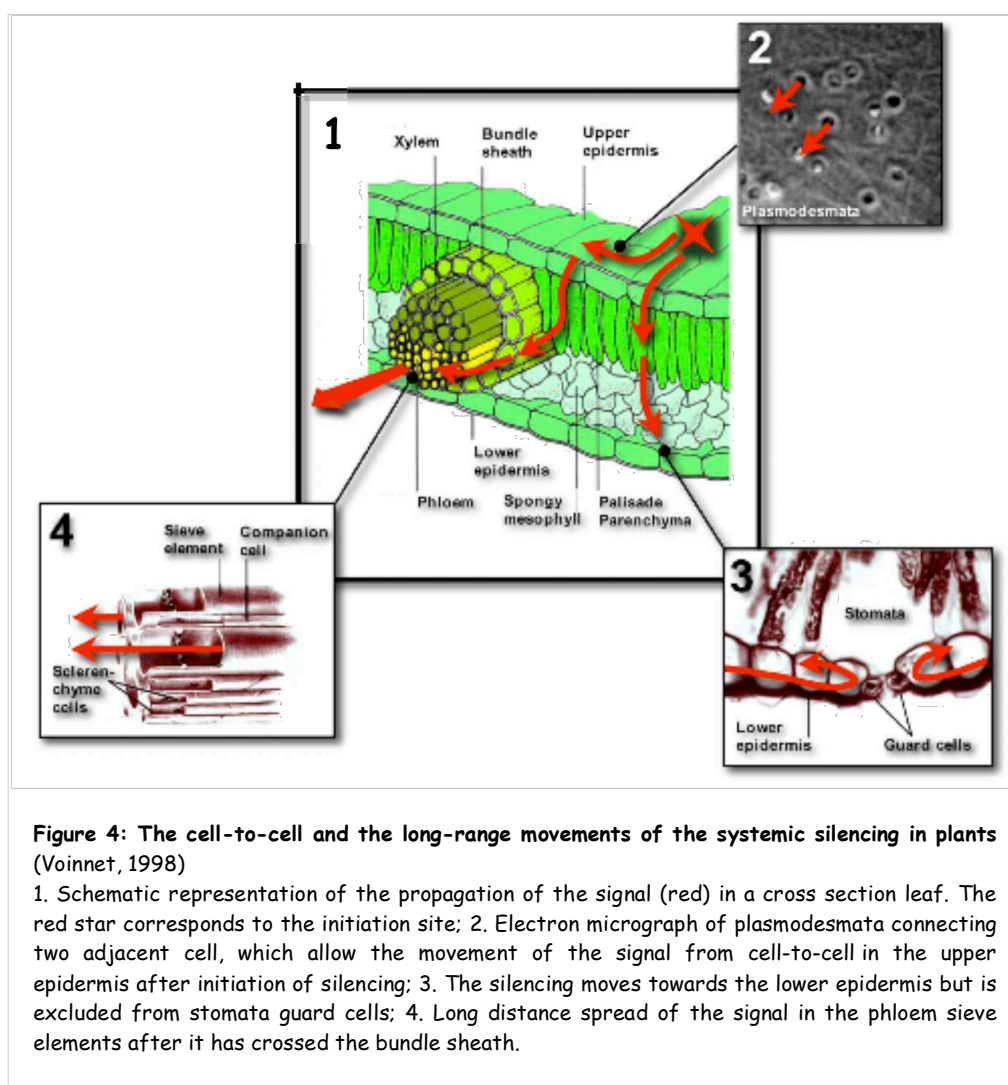 1
Xylem
Bundle
sheath
Upper
epidermis
Lower
epidermis
Phloem
Spongy
mesophyll
Palisade
Parenchyma
2
Plasmodesmata
4
Sieve
element
Companion
cell
Scleren-
chyme
cells
3
Stomata
Lower
epidermis
Guard cells
Figure 4: The cell-to-cell and the long-range movements of the systemic silencing in plants
(Voinnet, 1998)
1. Schematic representation of the propagation of the signal (red) in a cross section leaf. The
red star corresponds to the initiation site; 2. Electron micrograph of plasmodesmata connecting
two adjacent cell, which allow the movement of the signal from cell-to-cell in the upper
epidermis after initiation of silencing; 3. The silencing moves towards the lower epidermis but is
excluded from stomata guard cells; 4. Long distance spread of the signal in the phloem sieve
elements after it has crossed the bundle sheath.